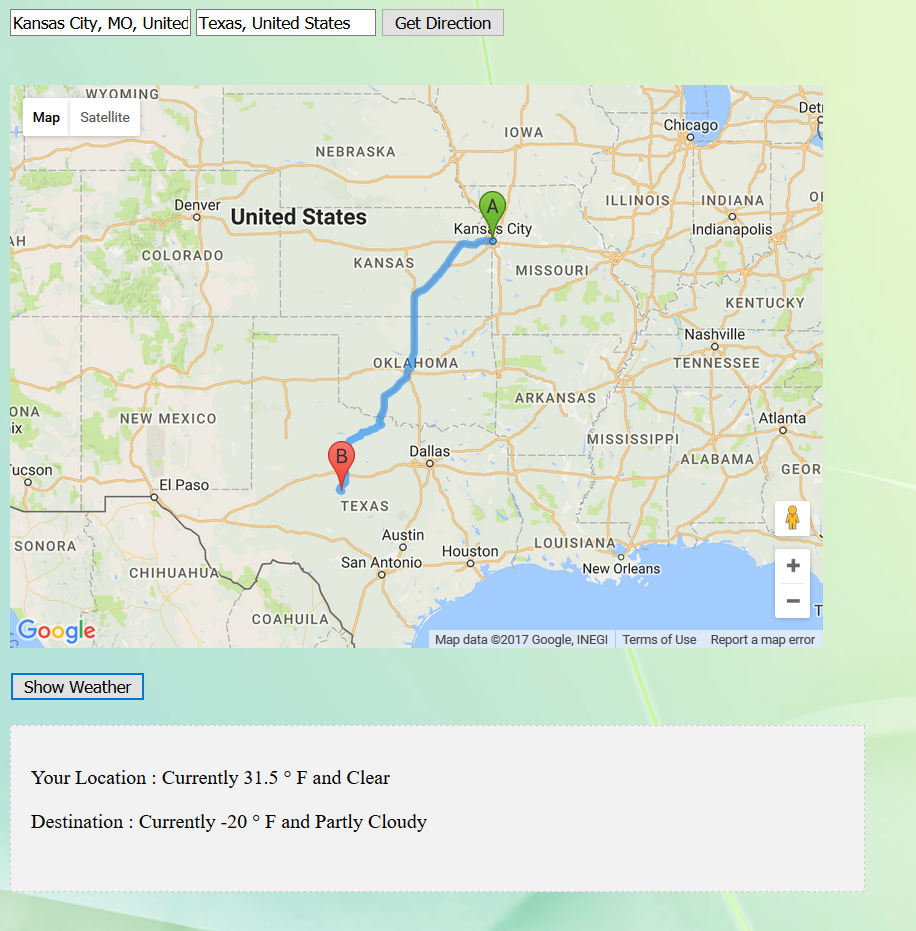 Kansas City, MO, United
Texas, United States
Get Direction
WYOMING
Map
Satellite
Chicago
IOWA
NEBRASKA
Denver
United States
A
ILLINOIS
INDIANA
Kansas City
Indianapolis
COLORADO
KANSAS
MISSOURI
KENTUCKY
Nashville
OKLAHOMA
TENNESSEE
ARKANSAS
NEW MEXICO
Atlanta
MISSISSIPPI
Dallas
B
ALABAMA
GEOR
ucson
El Paso
TEXAS
Austin
LOUISIANA
SONORA
Houston
San Antonio
New Orleans
CHIHUAHUA
COAHUILA
Google
Map data ©2017 Google, INEGI
Terms of Use
Report a map error
Show Weather
Your Location : Currently 31.5 ° F and Clear
Destination : Currently -20 ° F and Partly Cloudy